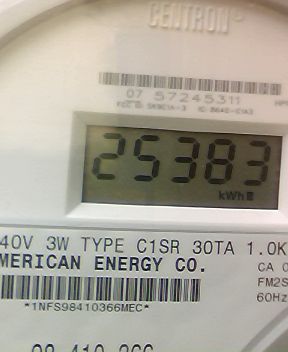 CENTRON
07 57245311
25383
kWh
40V 3W TYPE C1SR 30TA 1.0K
MERICAN ENERGY CO.
CA 0
FM2S
60Hz
*1NFS98410366MEC*